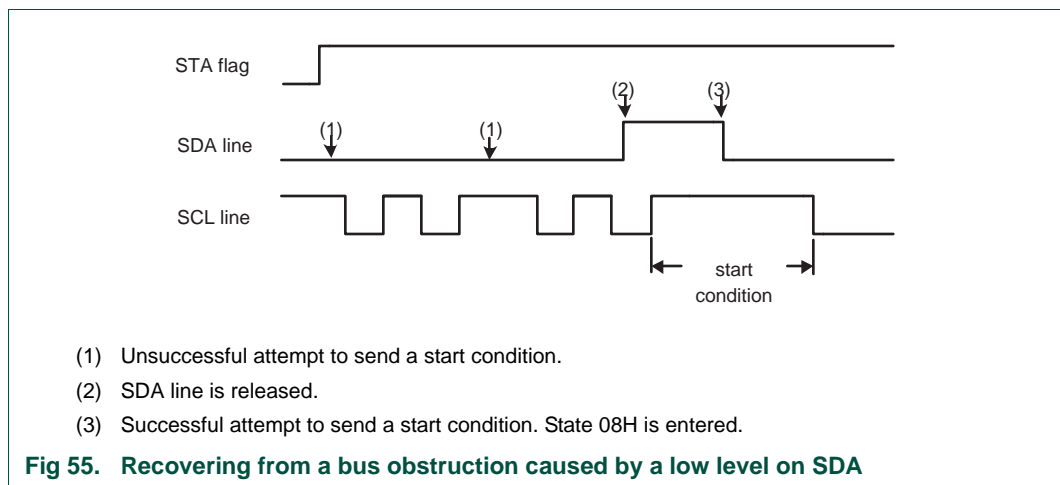 STA flag
(2) (3)
(1) (1)
SDA line
SCL line
start
condition
(1) Unsuccessful attempt to send a start condition.
(2) SDA line is released.
(3) Successful attempt to send a start condition. State 08H is entered.
Fig 55. Recovering from a bus obstruction caused by a low level on SDA